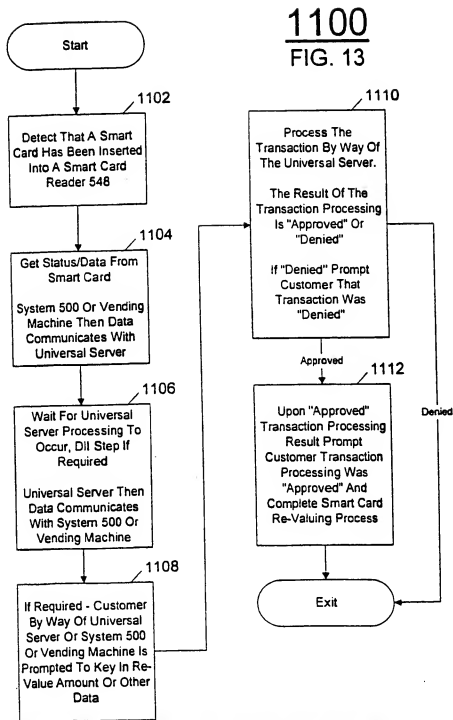 1100
FIG. 13
Start
1102
Detect That A Smart
Card Has Been Inserted
Into A Smart Card
Reader 548
1104
Get Status/Data From
Smart Card
System 500 Or Vending
Machine Then Data
Communicates With
Universal Server
1106
Wait For Universal
Server Processing To
Occur, DII Step If
Required
Universal Server Then
Data Communicates
With System 500 Or
Vending Machine
1108
If Required - Customer
By Way Of Universal
Server Or System 500
Or Vending Machine Is
Prompted To Key In Re-
Value Amount Or Other
Data
1110
Process The
Transaction By Way Of
The Universal Server.
The Result Of The
Transaction Processing
Is "Approved" Or
"Denied"
If "Denied" Prompt
Customer That
Transaction Was
"Denied"
Approved
Denied
1112
Upon "Approved"
Transaction Processing
Result Prompt
Customer Transaction
Processing Was
"Approved" And
Complete Smart Card
Re-Valuing Process
Exit